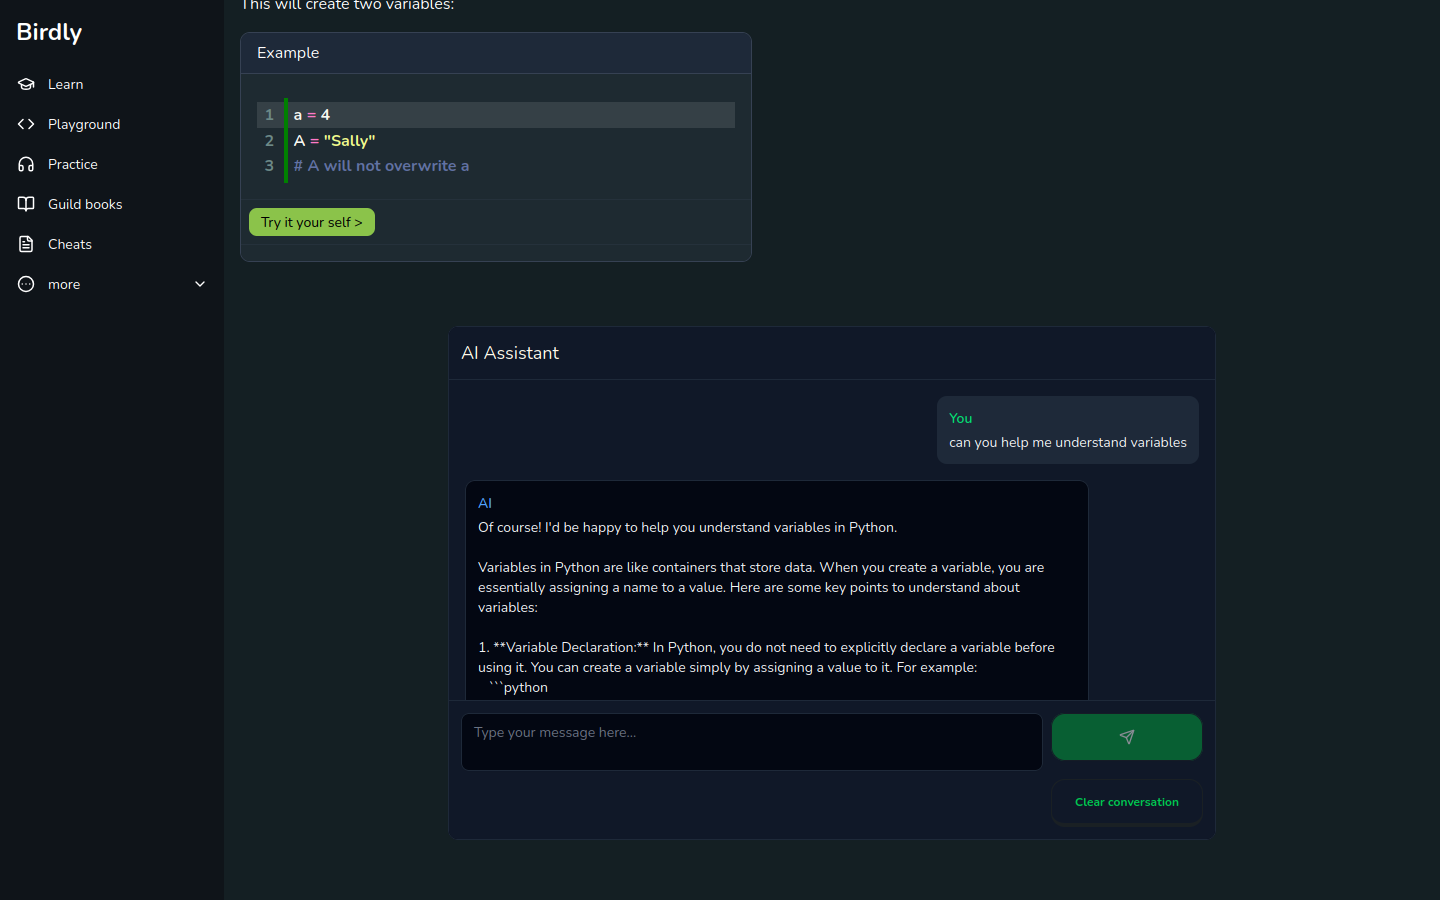 Birdly
Learn
Playground
Practice
Guild books
Cheats
more
This will create two variables:
Example
1 a = 4
2 A = "Sally"
3 # A will not overwrite a
Try it your self >
AI Assistant
You
can you help me understand variables
AI
Of course! I'd be happy to help you understand variables in Python.
Variables in Python are like containers that store data. When you create a variable, you are
essentially assigning a name to a value. Here are some key points to understand about
variables:
1. **Variable Declaration:** In Python, you do not need to explicitly declare a variable before
using it. You can create a variable simply by assigning a value to it. For example:
```python
Type your message here...
Clear conversation